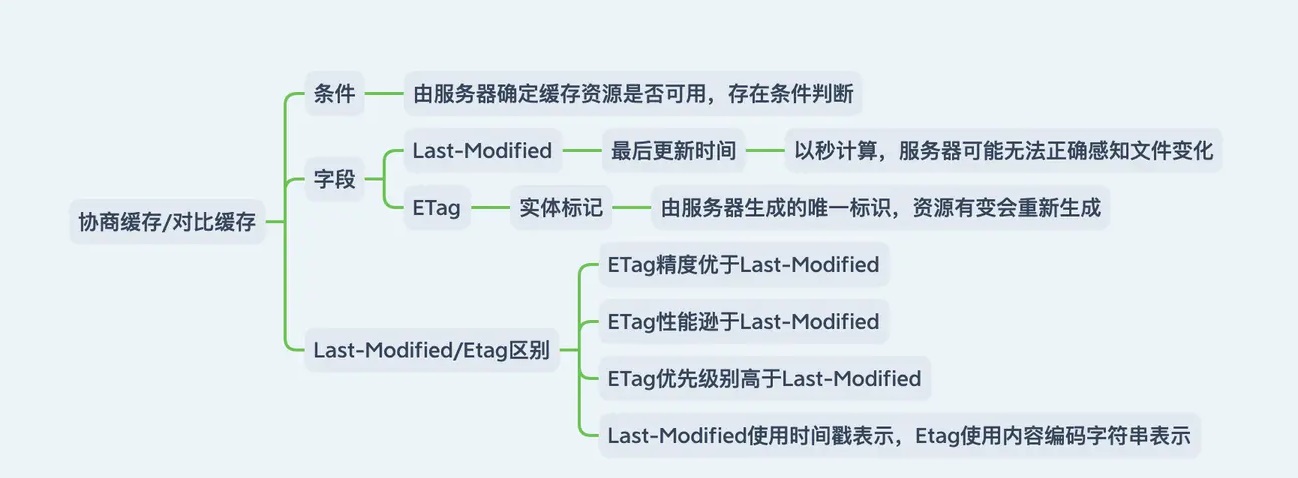 条件
由服务器确定缓存资源是否可用，存在条件判断
Last-Modified
最后更新时间
以秒计算，服务器可能无法正确感知文件变化
字段
ETag
实体标记
由服务器生成的唯一标识，资源有变会重新生成
协商缓存/对比缓存
ETag精度优于Last-Modified
ETag性能逊于Last-Modified
Last-Modified/Etag区别
ETag优先级别高于Last-Modified
Last-Modified使用时间戳表示，Etag使用内容编码字符串表示